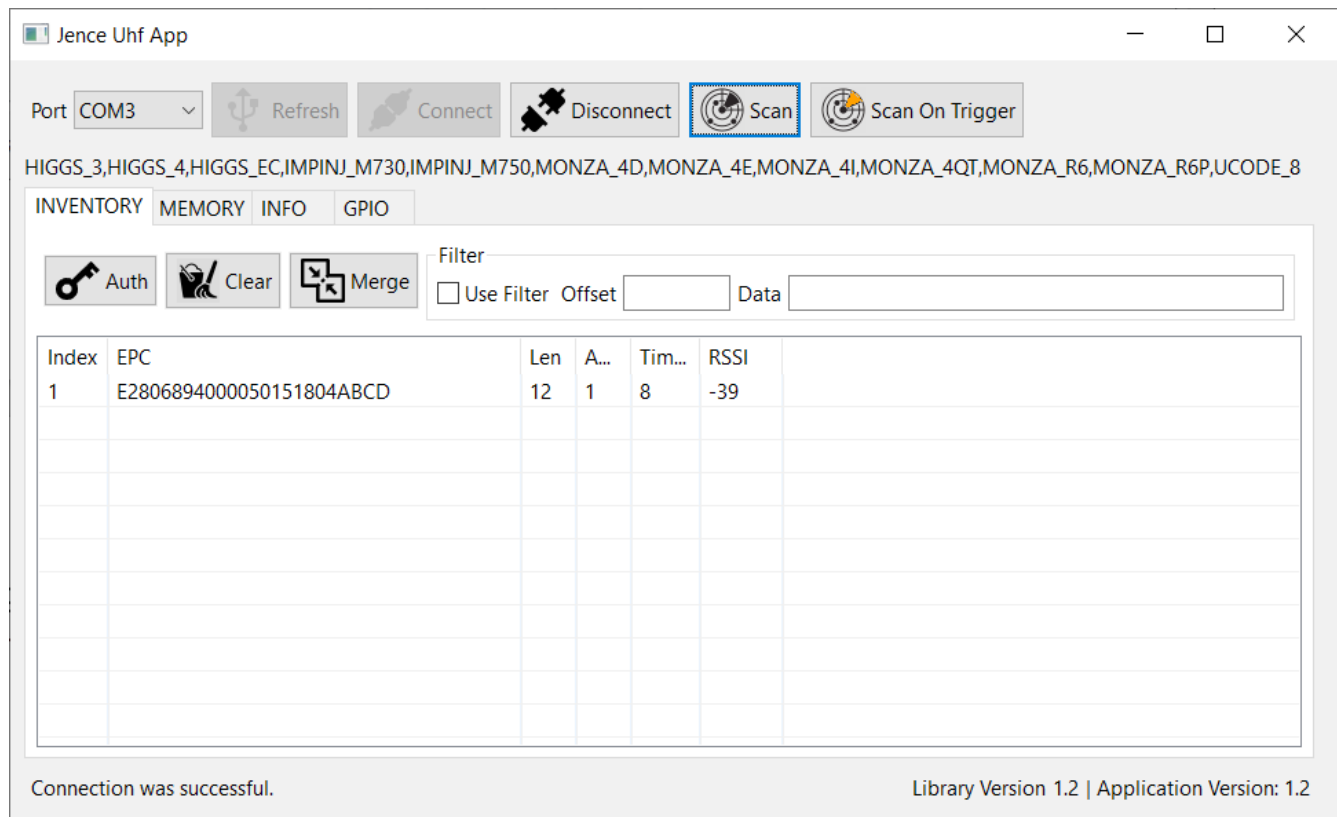 Jence Uhf App
Port COM3 Refresh Connect Disconnect Scan Scan On Trigger
HIGGS_3,HIGGS_4,HIGGS_EC,IMPINJ_M730,IMPINJ_M750,MONZA_4D,MONZA_4E,MONZA_4I,MONZA_4QT,MONZA_R6,MONZA_R6P,UCODE_8
INVENTORY MEMORY INFO GPIO
Filter
Auth Clear Merge Use Filter Offset Data
Index EPC Len A... Tim... RSSI
1 E2806894000050151804ABCD 12 1 8 -39
Connection was successful. Library Version 1.2 | Application Version: 1.2